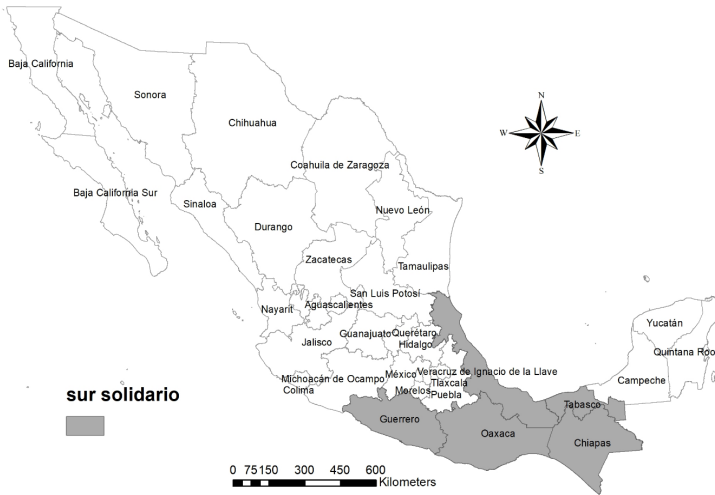 Baja California
Sonora
Chihuahua
N
W E
S
Coahuila de Zaragoza
Baja California Sur
Sinaloa
Nuevo León
Durango
Zacatecas
Tamaulipas
San Luis Potosí
Nayarit
Aguascalientes
Yucatán
Guanajuato
Querétaro
Jalisco
Hidalgo
Quintana Roo
México
Veracruz de Ignacio de la Llave
Michoacán de Ocampo
Tlaxcala
Campeche
Colima
Morelos
Puebla
sur solidario
Tabasco
Guerrero
Oaxaca
Chiapas
0 75 150 300 450 600
Kilometers